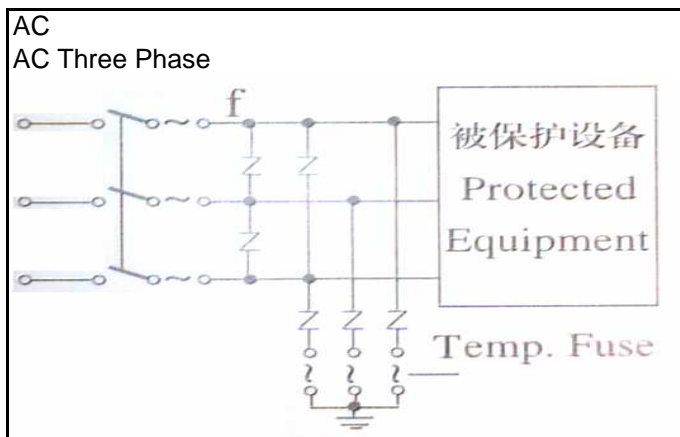 AC
AC Three Phase
f
被保护设备
Protected
Equipment
Temp. Fuse